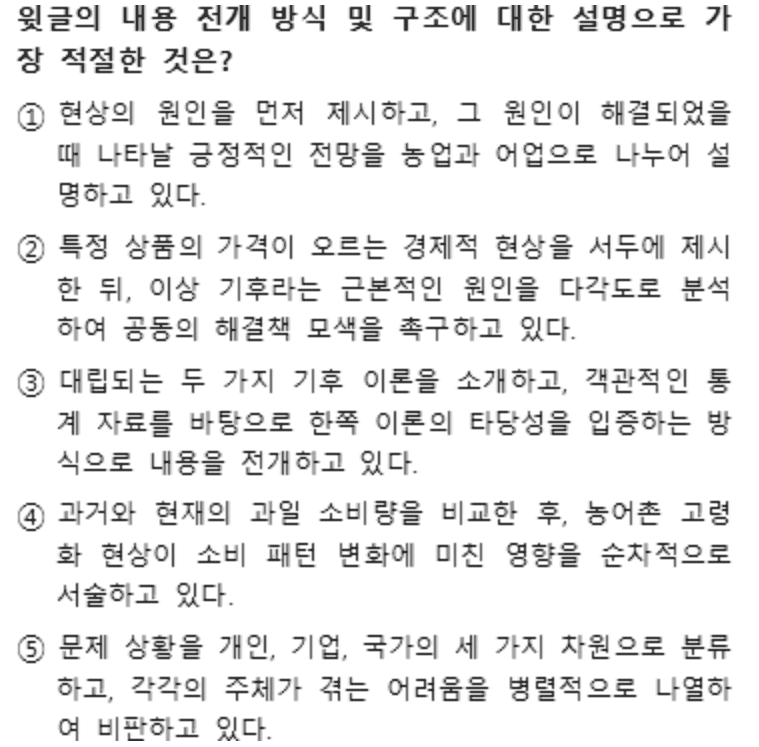 윗글의 내용 전개 방식 및 구조에 대한 설명으로 가
장 적절한 것은?
① 현상의 원인을 먼저 제시하고, 그 원인이 해결되었을
때 나타날 긍정적인 전망을 농업과 어업으로 나누어 설
명하고 있다.
② 특정 상품의 가격이 오르는 경제적 현상을 서두에 제시
한 뒤, 이상 기후라는 근본적인 원인을 다각도로 분석
하여 공동의 해결책 모색을 촉구하고 있다.
③ 대립되는 두 가지 기후 이론을 소개하고, 객관적인 통
계 자료를 바탕으로 한쪽 이론의 타당성을 입증하는 방
식으로 내용을 전개하고 있다.
④ 과거와 현재의 과일 소비량을 비교한 후, 농어촌 고령
화 현상이 소비 패턴 변화에 미친 영향을 순차적으로
서술하고 있다.
⑤ 문제 상황을 개인, 기업, 국가의 세 가지 차원으로 분류
하고, 각각의 주체가 겪는 어려움을 병렬적으로 나열하
여 비판하고 있다.